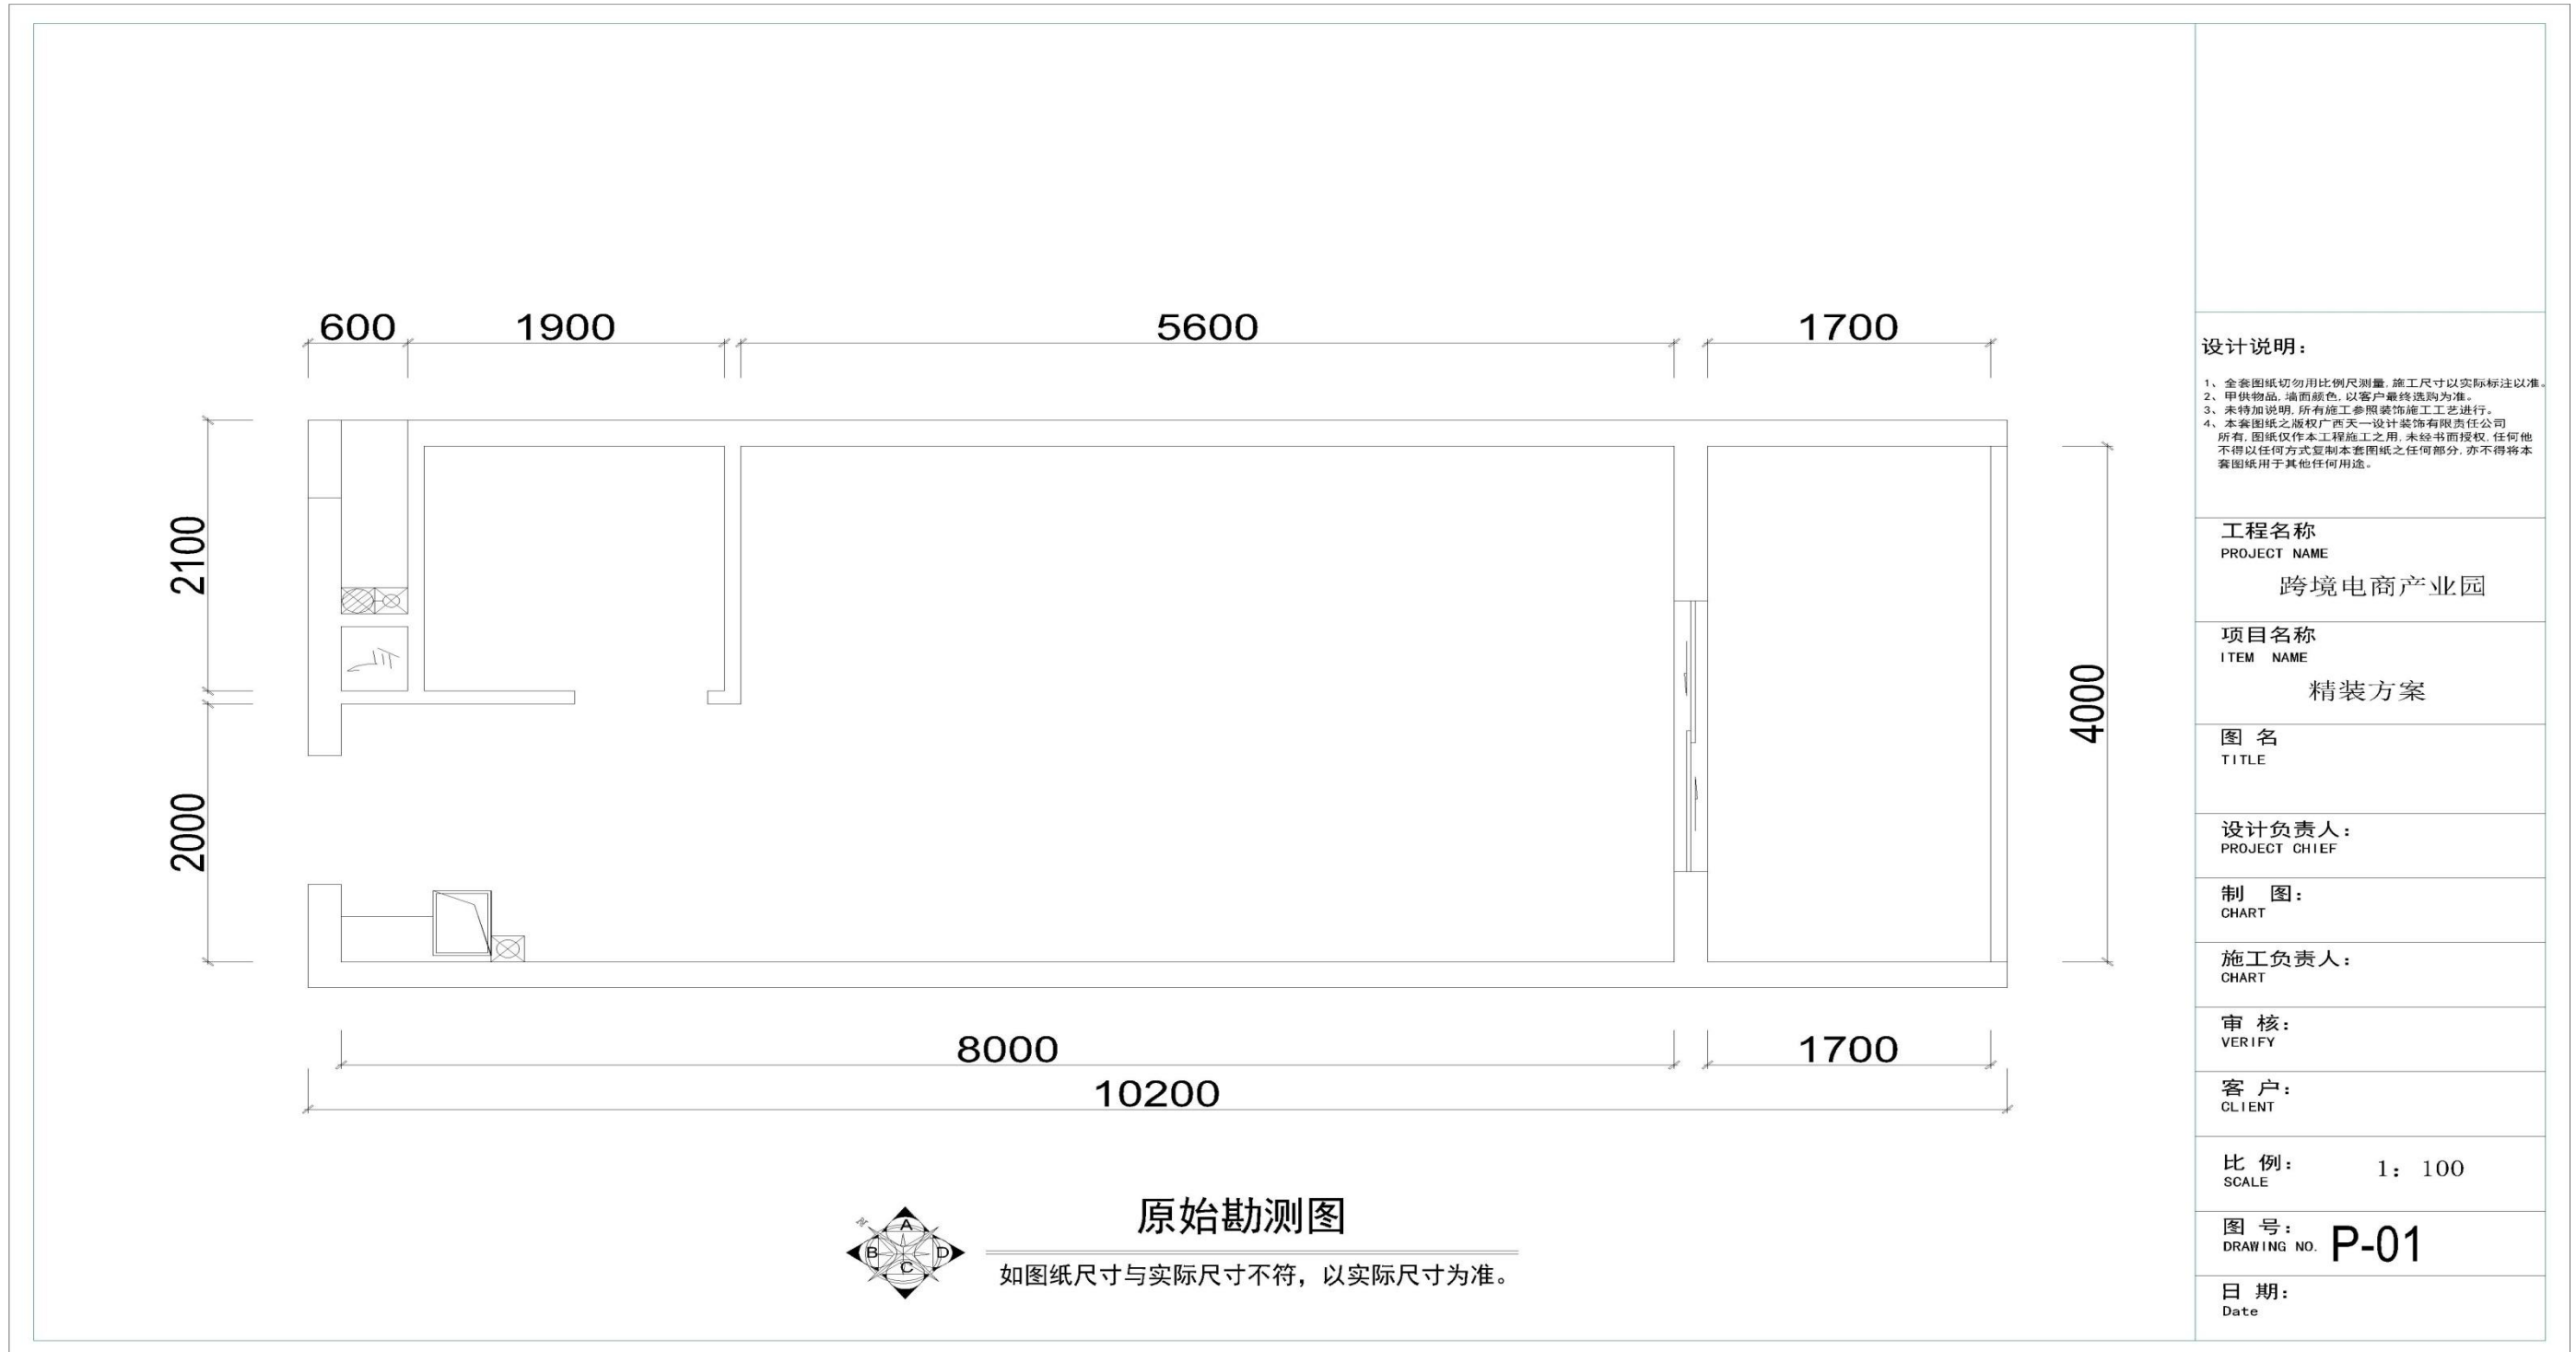 600
1900
5600
1700
2100
2000
4000
8000
1700
10200
A
B
D
C
N
原始勘测图
如图纸尺寸与实际尺寸不符，以实际尺寸为准。
设计说明：
1、全套图纸切勿用比例尺测量，施工尺寸以实际标注以准。
2、甲供物品，墙面颜色，以客户最终选购为准。
3、未特加说明，所有施工参照装饰施工工艺进行。
4、本套图纸之版权广西天一设计装饰有限责任公司
所有，图纸仅作本工程施工之用，未经书面授权，任何他
不得以任何方式复制本套图纸之任何部分，亦不得将本
套图纸用于其他任何用途。
工程名称
PROJECT NAME
跨境电商产业园
项目名称
ITEM NAME
精装方案
图 名
TITLE
设计负责人：
PROJECT CHIEF
制 图：
CHART
施工负责人：
CHART
审 核：
VERIFY
客 户：
CLIENT
比 例： 1： 100
SCALE
图 号：
DRAWING NO. P-01
日 期：
Date